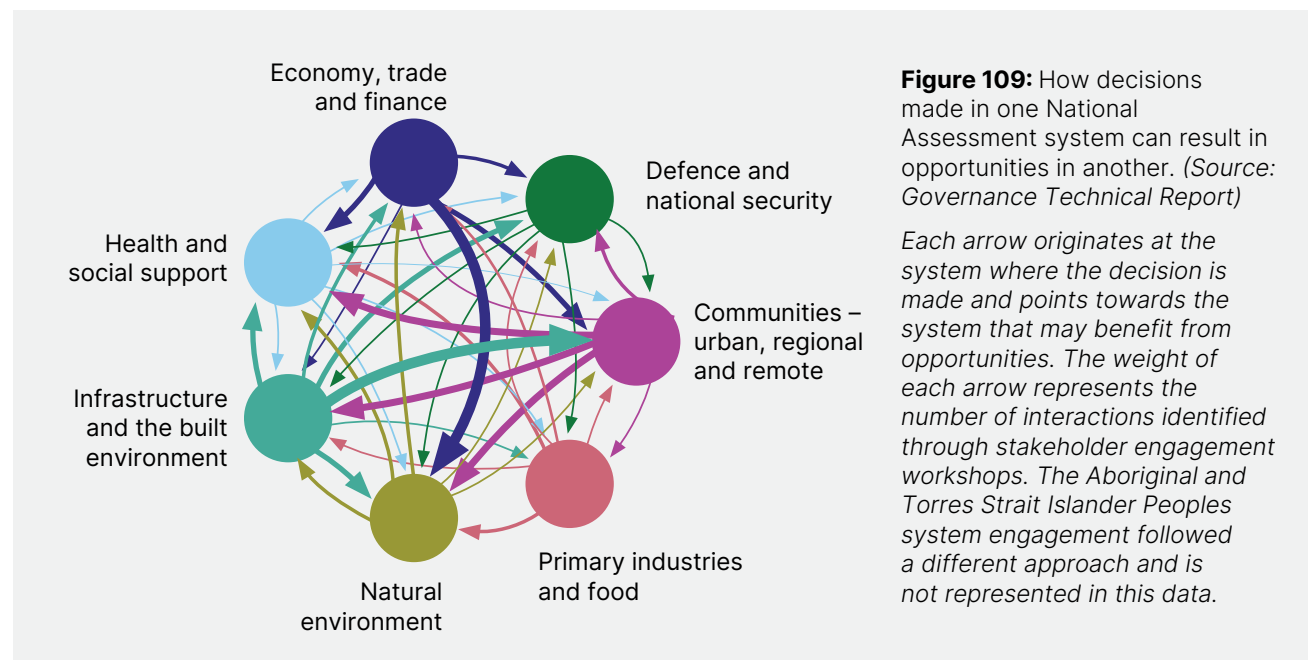 Economy, trade
and finance
Defence and
national security
Health and
social support
Communities –
urban, regional
and remote
Infrastructure
and the built
environment
Primary industries
and food
Natural
environment
Figure 109: How decisions
made in one National
Assessment system can result in
opportunities in another. (Source:
Governance Technical Report)
Each arrow originates at the
system where the decision is
made and points towards the
system that may benefit from
opportunities. The weight of
each arrow represents the
number of interactions identified
through stakeholder engagement
workshops. The Aboriginal and
Torres Strait Islander Peoples
system engagement followed
a different approach and is
not represented in this data.